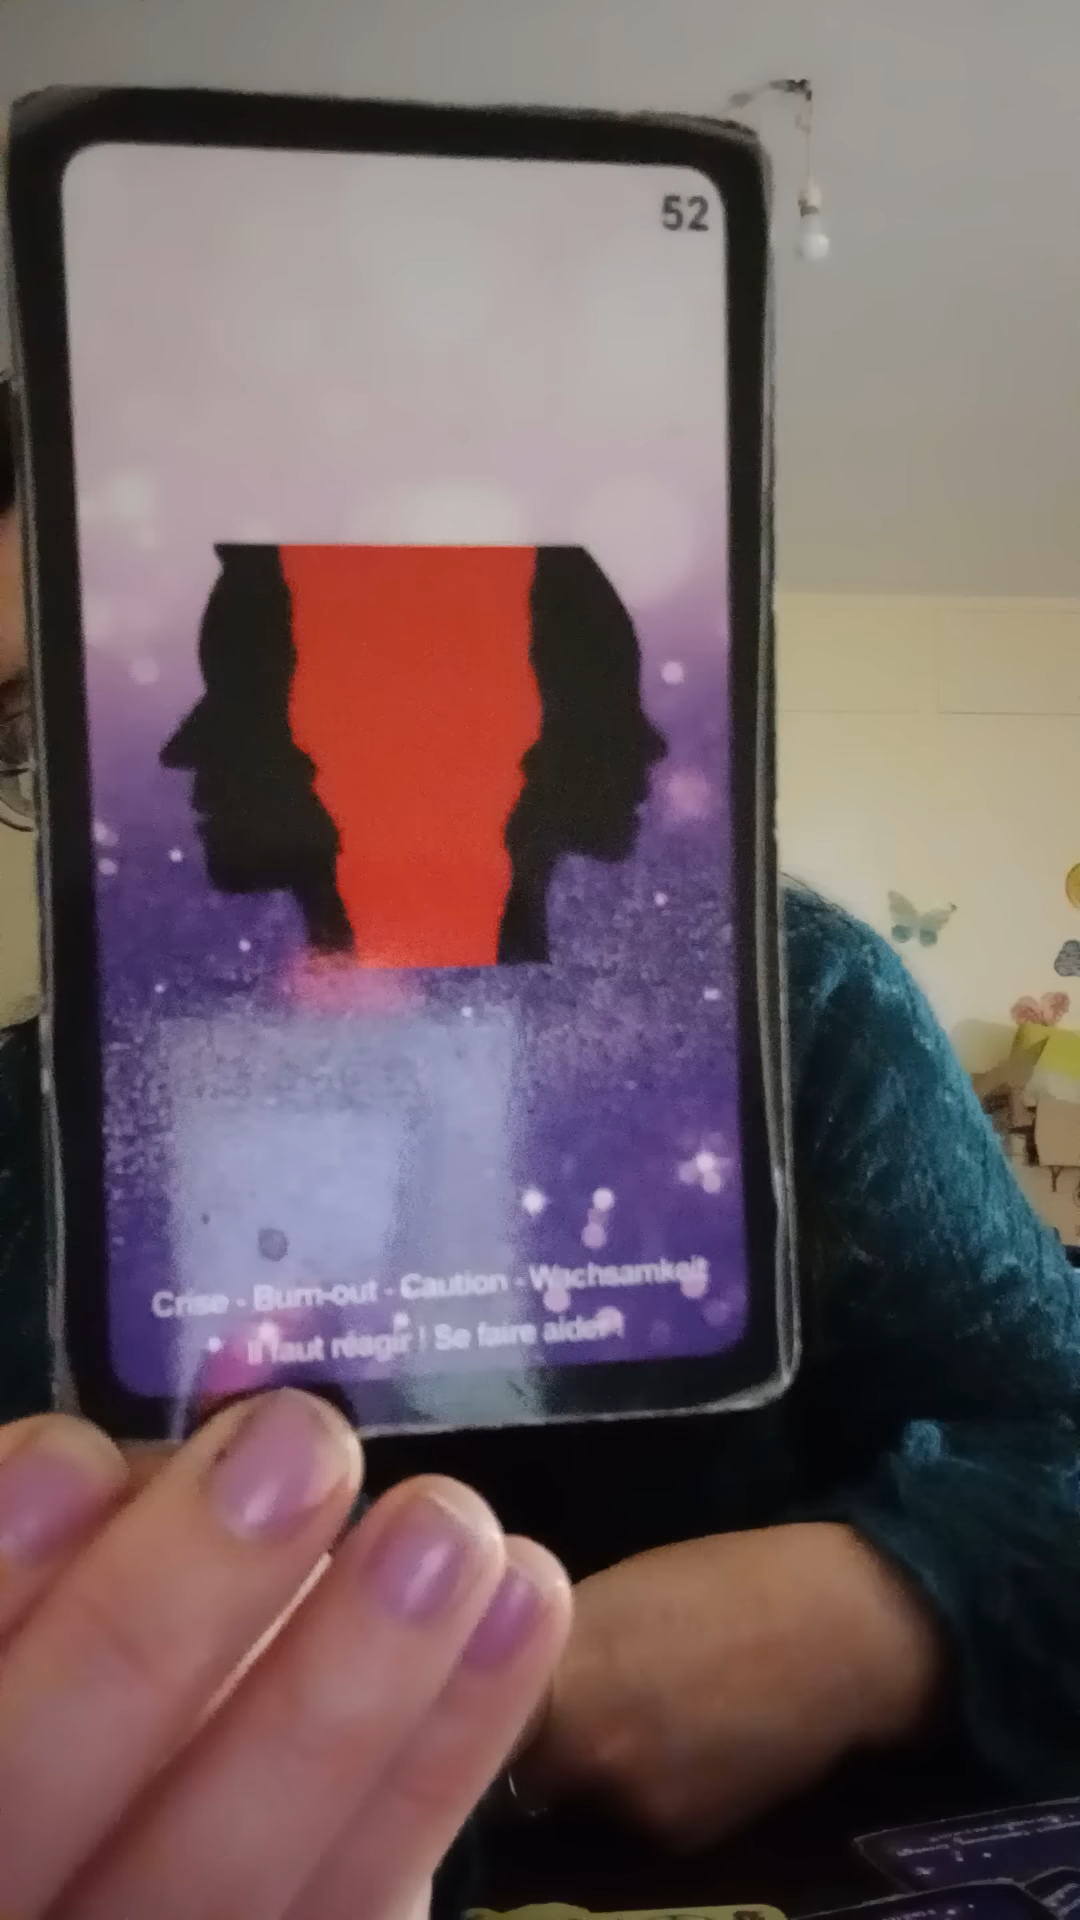 52
Crise - Burn-out - Caution - Wachsamkeit
Il faut réagir ! Se faire aider !